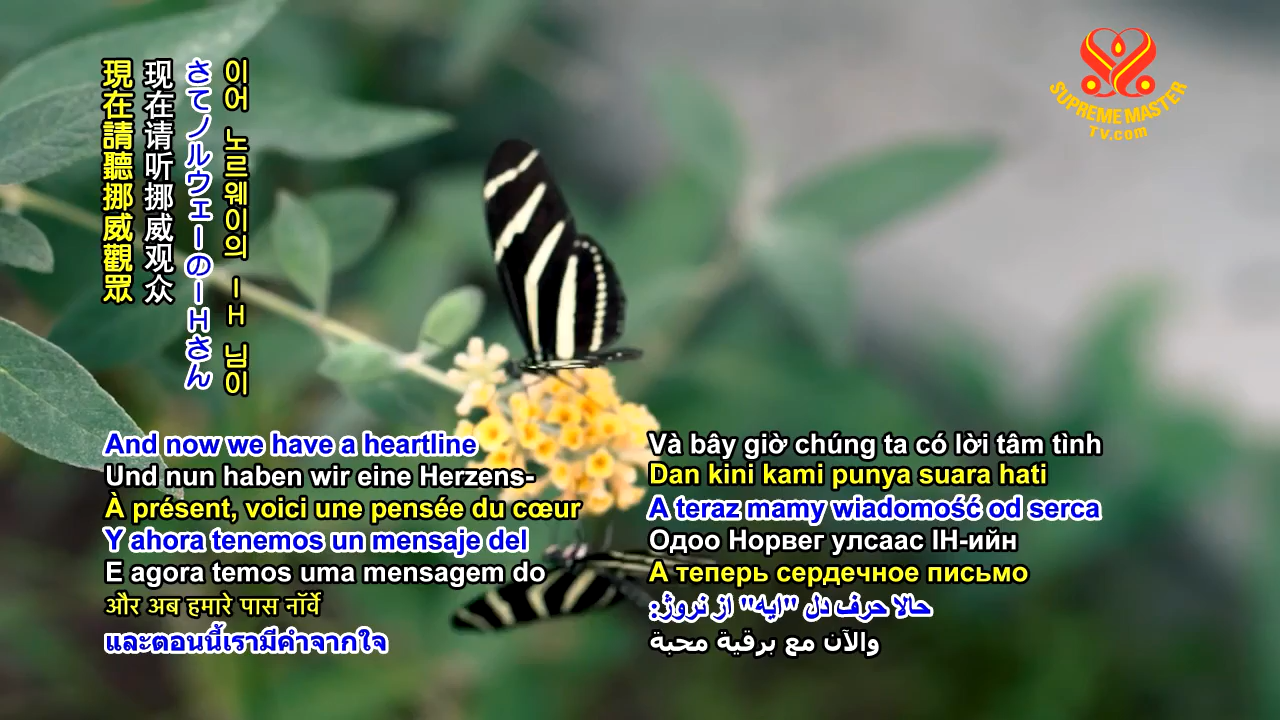 現在請聽挪威觀眾
现在请听挪威观众
さてノルウェーのーHさん
이어 노르웨이의 ㅡH 님이
SUPREME MASTER
TV.com
And now we have a heartline
Und nun haben wir eine Herzens-
À présent, voici une pensée du cœur
Y ahora tenemos un mensaje del
E agora temos uma mensagem do
और अब हमारे पास नॉर्वे
และตอนนี้เรามีคำจากใจ
Và bây giờ chúng ta có lời tâm tình
Dan kini kami punya suara hati
A teraz mamy wiadomość od serca
Одоо Норвег улсаас IH-ийн
А теперь сердечное письмо
حالا حرف دل "ایه" از نروژ:
والآن مع برقية محبة